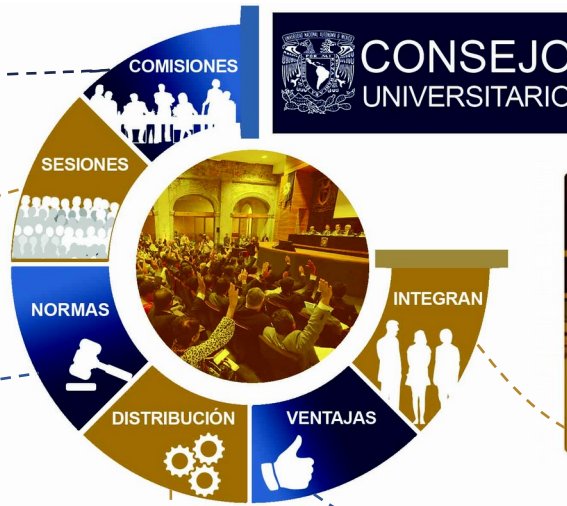 CONSEJO
UNIVERSITARIO
COMISIONES
SESIONES
NORMAS
DISTRIBUCIÓN
VENTAJAS
INTEGRAN